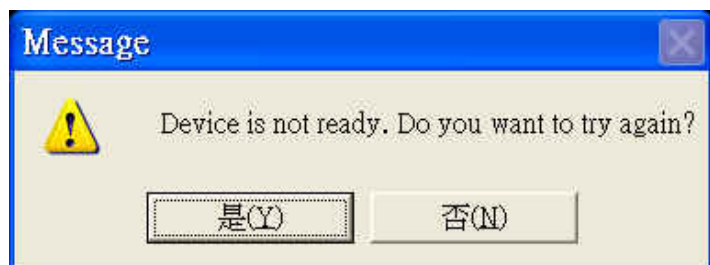 Message
Device is not ready. Do you want to try again?
是(Y) 否(N)